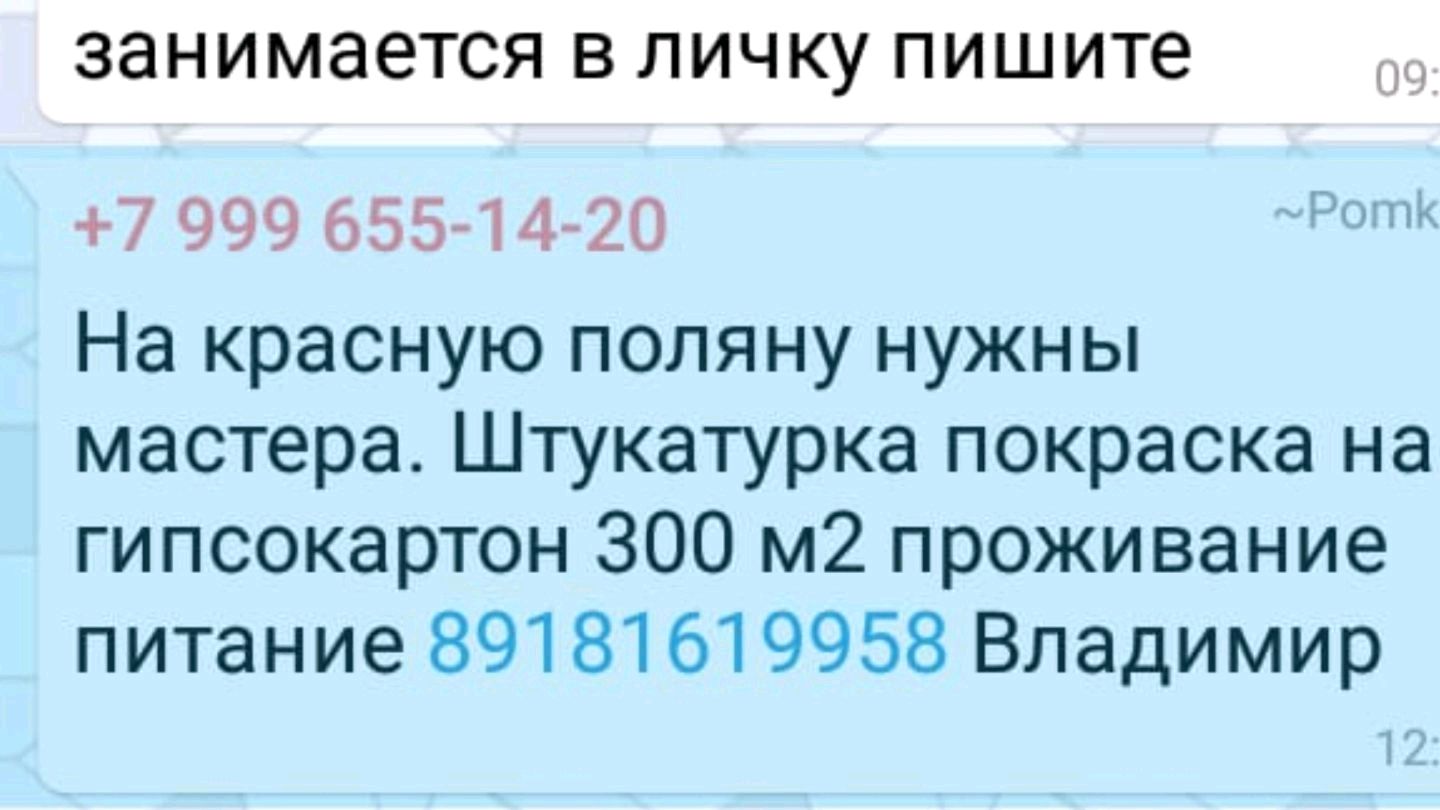 занимается в личку пишите
09:
+7 999 655-14-20 ~Pomk
На красную поляну нужны
мастера. Штукатурка покраска на
гипсокартон 300 м2 проживание
питание 89181619958 Владимир
12: